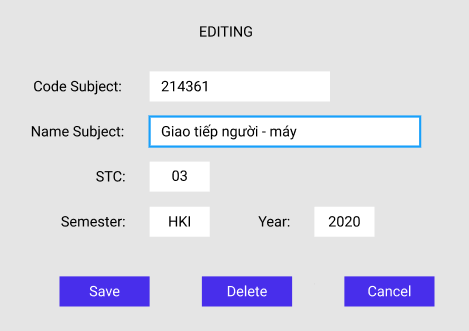 EDITING
Code Subject: 214361
Name Subject: Giao tiếp người - máy
STC: 03
Semester: HKI Year: 2020
Save Delete Cancel